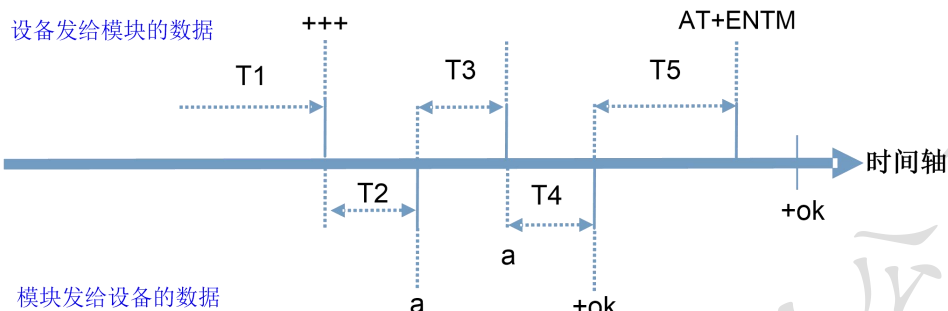 设备发给模块的数据
+++
AT+ENTM
T1
T3
T5
时间轴
T2
T4
+ok
a
模块发给设备的数据
a
+ok